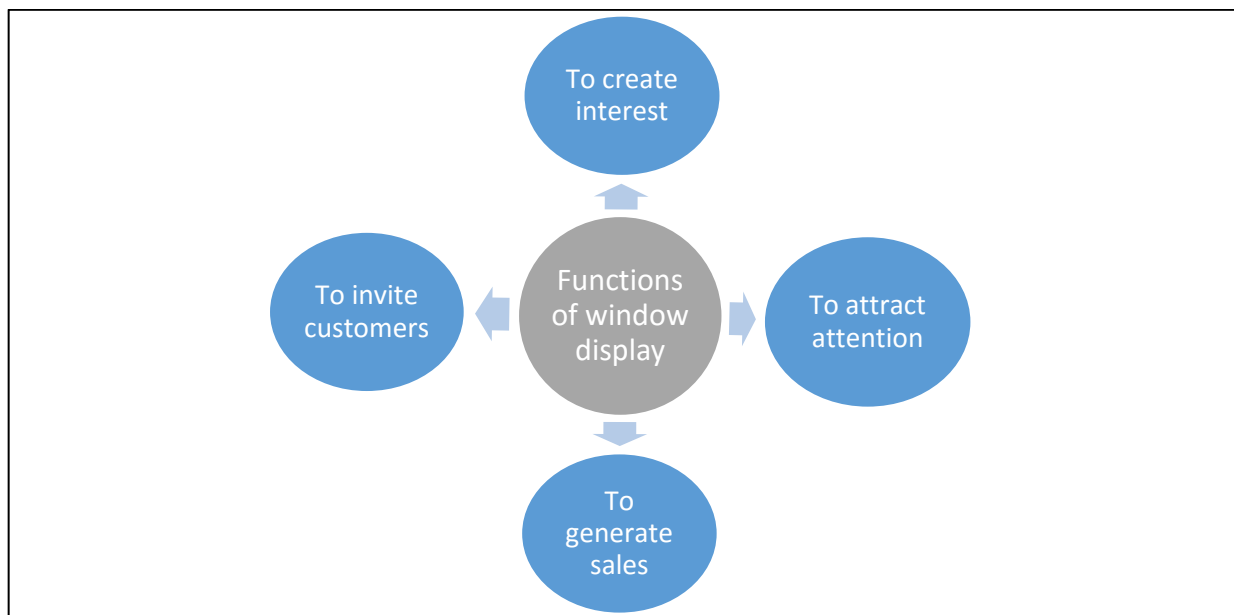 To create
interest
To invite
customers
Functions
of window
display
To attract
attention
To
generate
sales